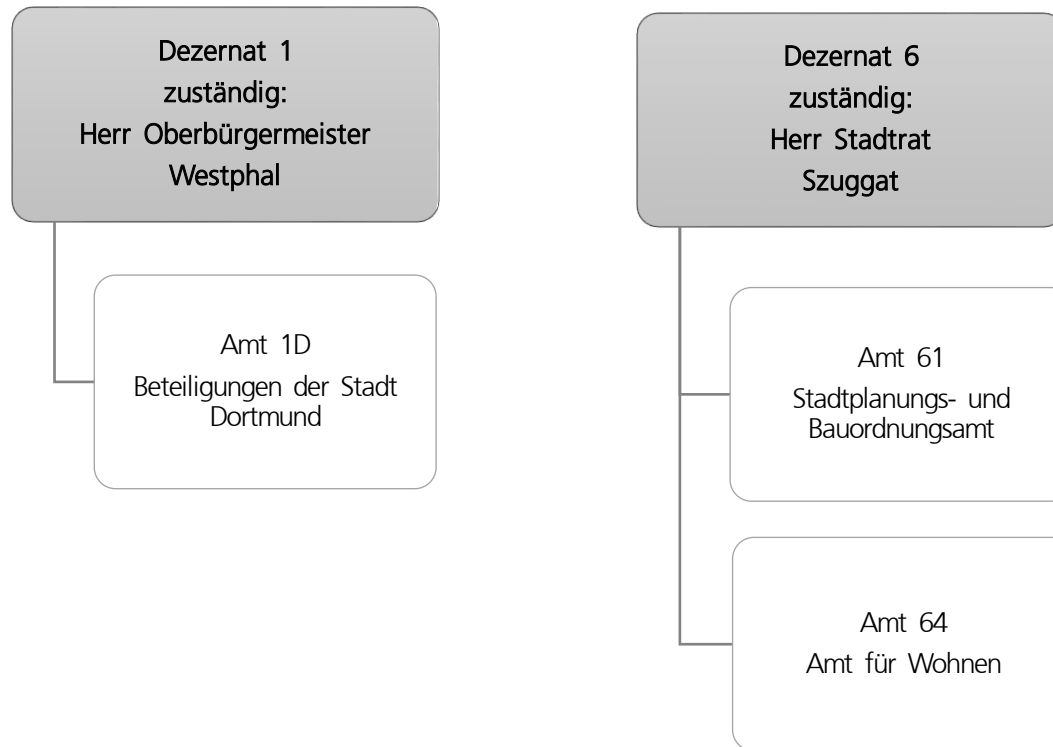 Dezernat 1
zuständig:
Herr Oberbürgermeister
Westphal
Amt 1D
Beteiligungen der Stadt
Dortmund
Dezernat 6
zuständig:
Herr Stadtrat
Szuggat
Amt 61
Stadtplanungs- und
Bauordnungsamt
Amt 64
Amt für Wohnen